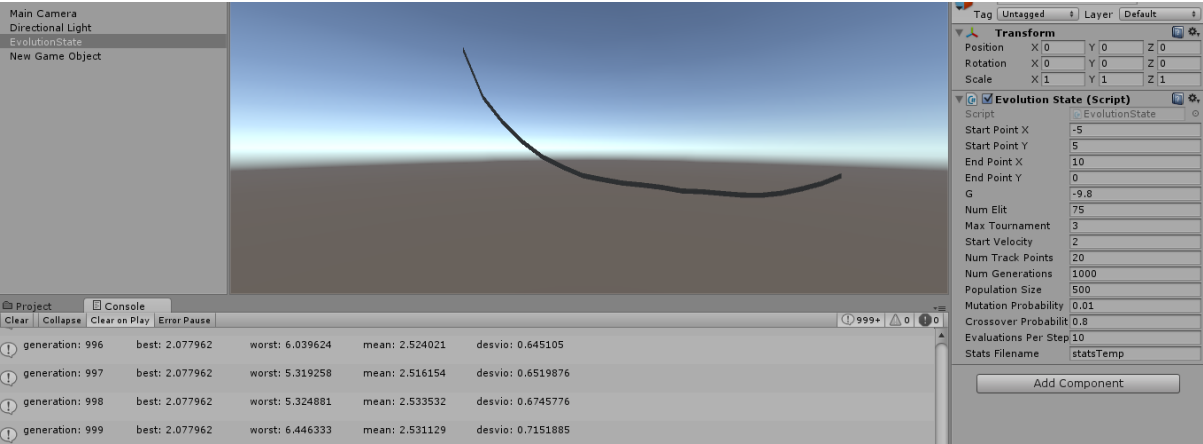 Main Camera
Directional Light
EvolutionState
New Game Object
Tag Untagged Layer Default
Transform
Position X 0 Y 0 Z 0
Rotation X 0 Y 0 Z 0
Scale X 1 Y 1 Z 1
Evolution State (Script)
Script EvolutionState
Start Point X -5
Start Point Y 5
End Point X 10
End Point Y 0
G -9.8
Num Elit 75
Max Tournament 3
Start Velocity 2
Num Track Points 20
Num Generations 1000
Population Size 500
Mutation Probability 0.01
Crossover Probabilit 0.8
Evaluations Per Step 10
Stats Filename statsTemp
Add Component
Project Console
Clear Collapse Clear on Play Error Pause 999+ 0 0
generation: 996 best: 2.077962 worst: 6.039624 mean: 2.524021 desvio: 0.645105
generation: 997 best: 2.077962 worst: 5.319258 mean: 2.516154 desvio: 0.6519876
generation: 998 best: 2.077962 worst: 5.324881 mean: 2.533532 desvio: 0.6745776
generation: 999 best: 2.077962 worst: 6.446333 mean: 2.531129 desvio: 0.7151885